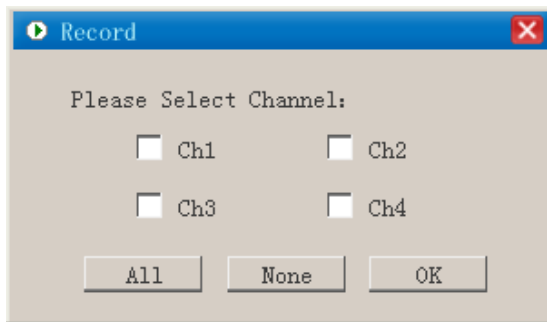 Record
Please Select Channel:
Ch1 Ch2
Ch3 Ch4
All None OK